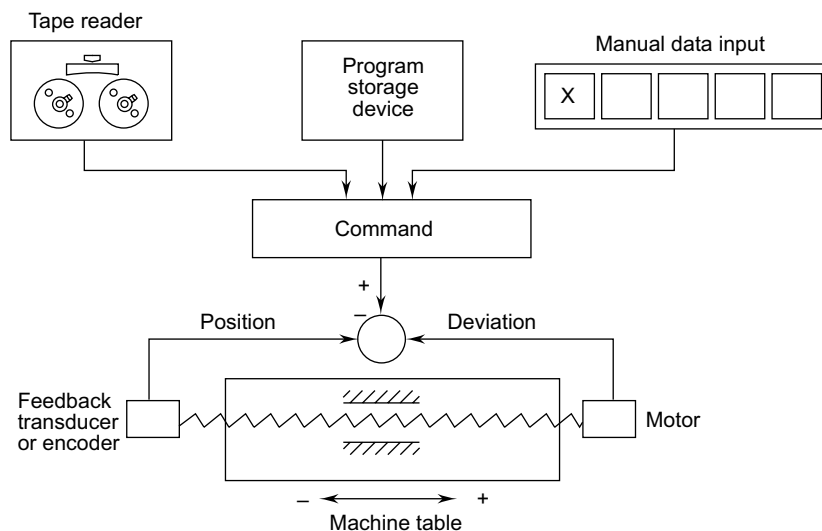 Tape reader
Program
storage
device
Manual data input
X
Command
+
–
Position
Deviation
Feedback
transducer
or encoder
Motor
– +
Machine table